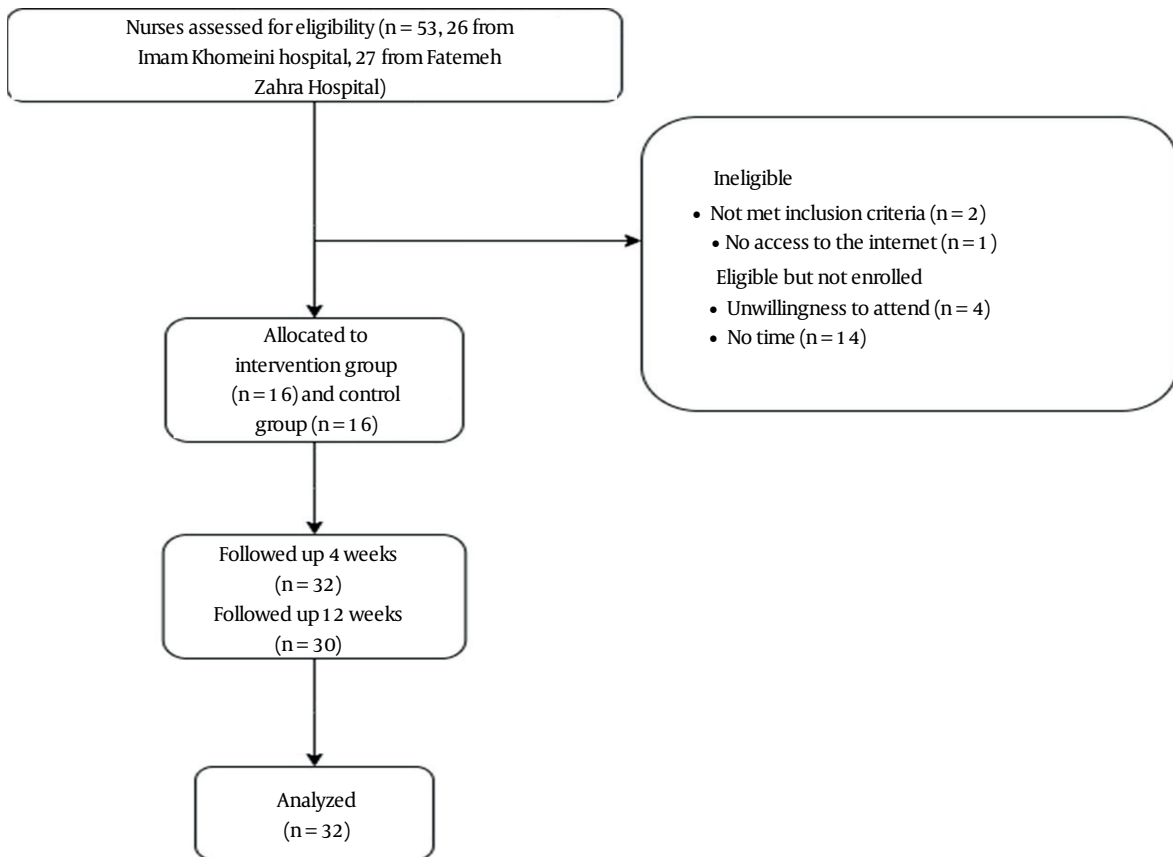 Nurses assessed for eligibility (n = 53, 26 from
Imam Khomeini hospital, 27 from Fatemeh
Zahra Hospital)
Ineligible
• Not met inclusion criteria (n = 2)
• No access to the internet (n = 1)
Eligible but not enrolled
• Unwillingness to attend (n = 4)
• No time (n = 14)
Allocated to
intervention group
(n = 16) and control
group (n = 16)
Followed up 4 weeks
(n = 32)
Followed up 12 weeks
(n = 30)
Analyzed
(n = 32)